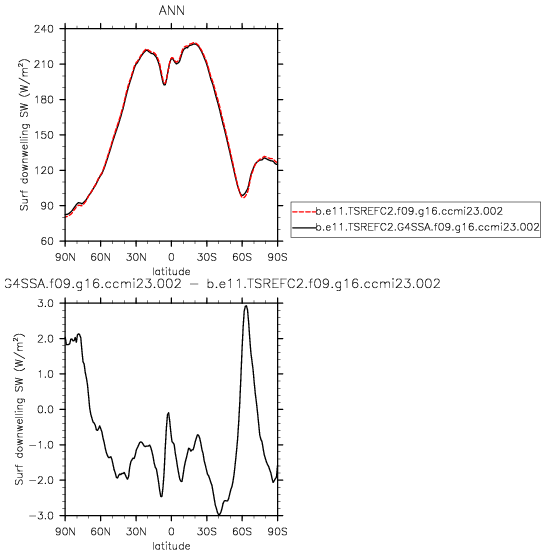 ANN
240
210
180
150
120
90
60
Surf downwelling SW (W/m²)
90N 60N 30N 0 30S 60S 90S
latitude
b.e11.TSREFC2.f09.g16.ccmi23.002
b.e11.TSREFC2.G4SSA.f09.g16.ccmi23.002
G4SSA.f09.g16.ccmi23.002 − b.e11.TSREFC2.f09.g16.ccmi23.002
3.0
2.0
1.0
0.0
−1.0
−2.0
−3.0
Surf downwelling SW (W/m²)
90N 60N 30N 0 30S 60S 90S
latitude